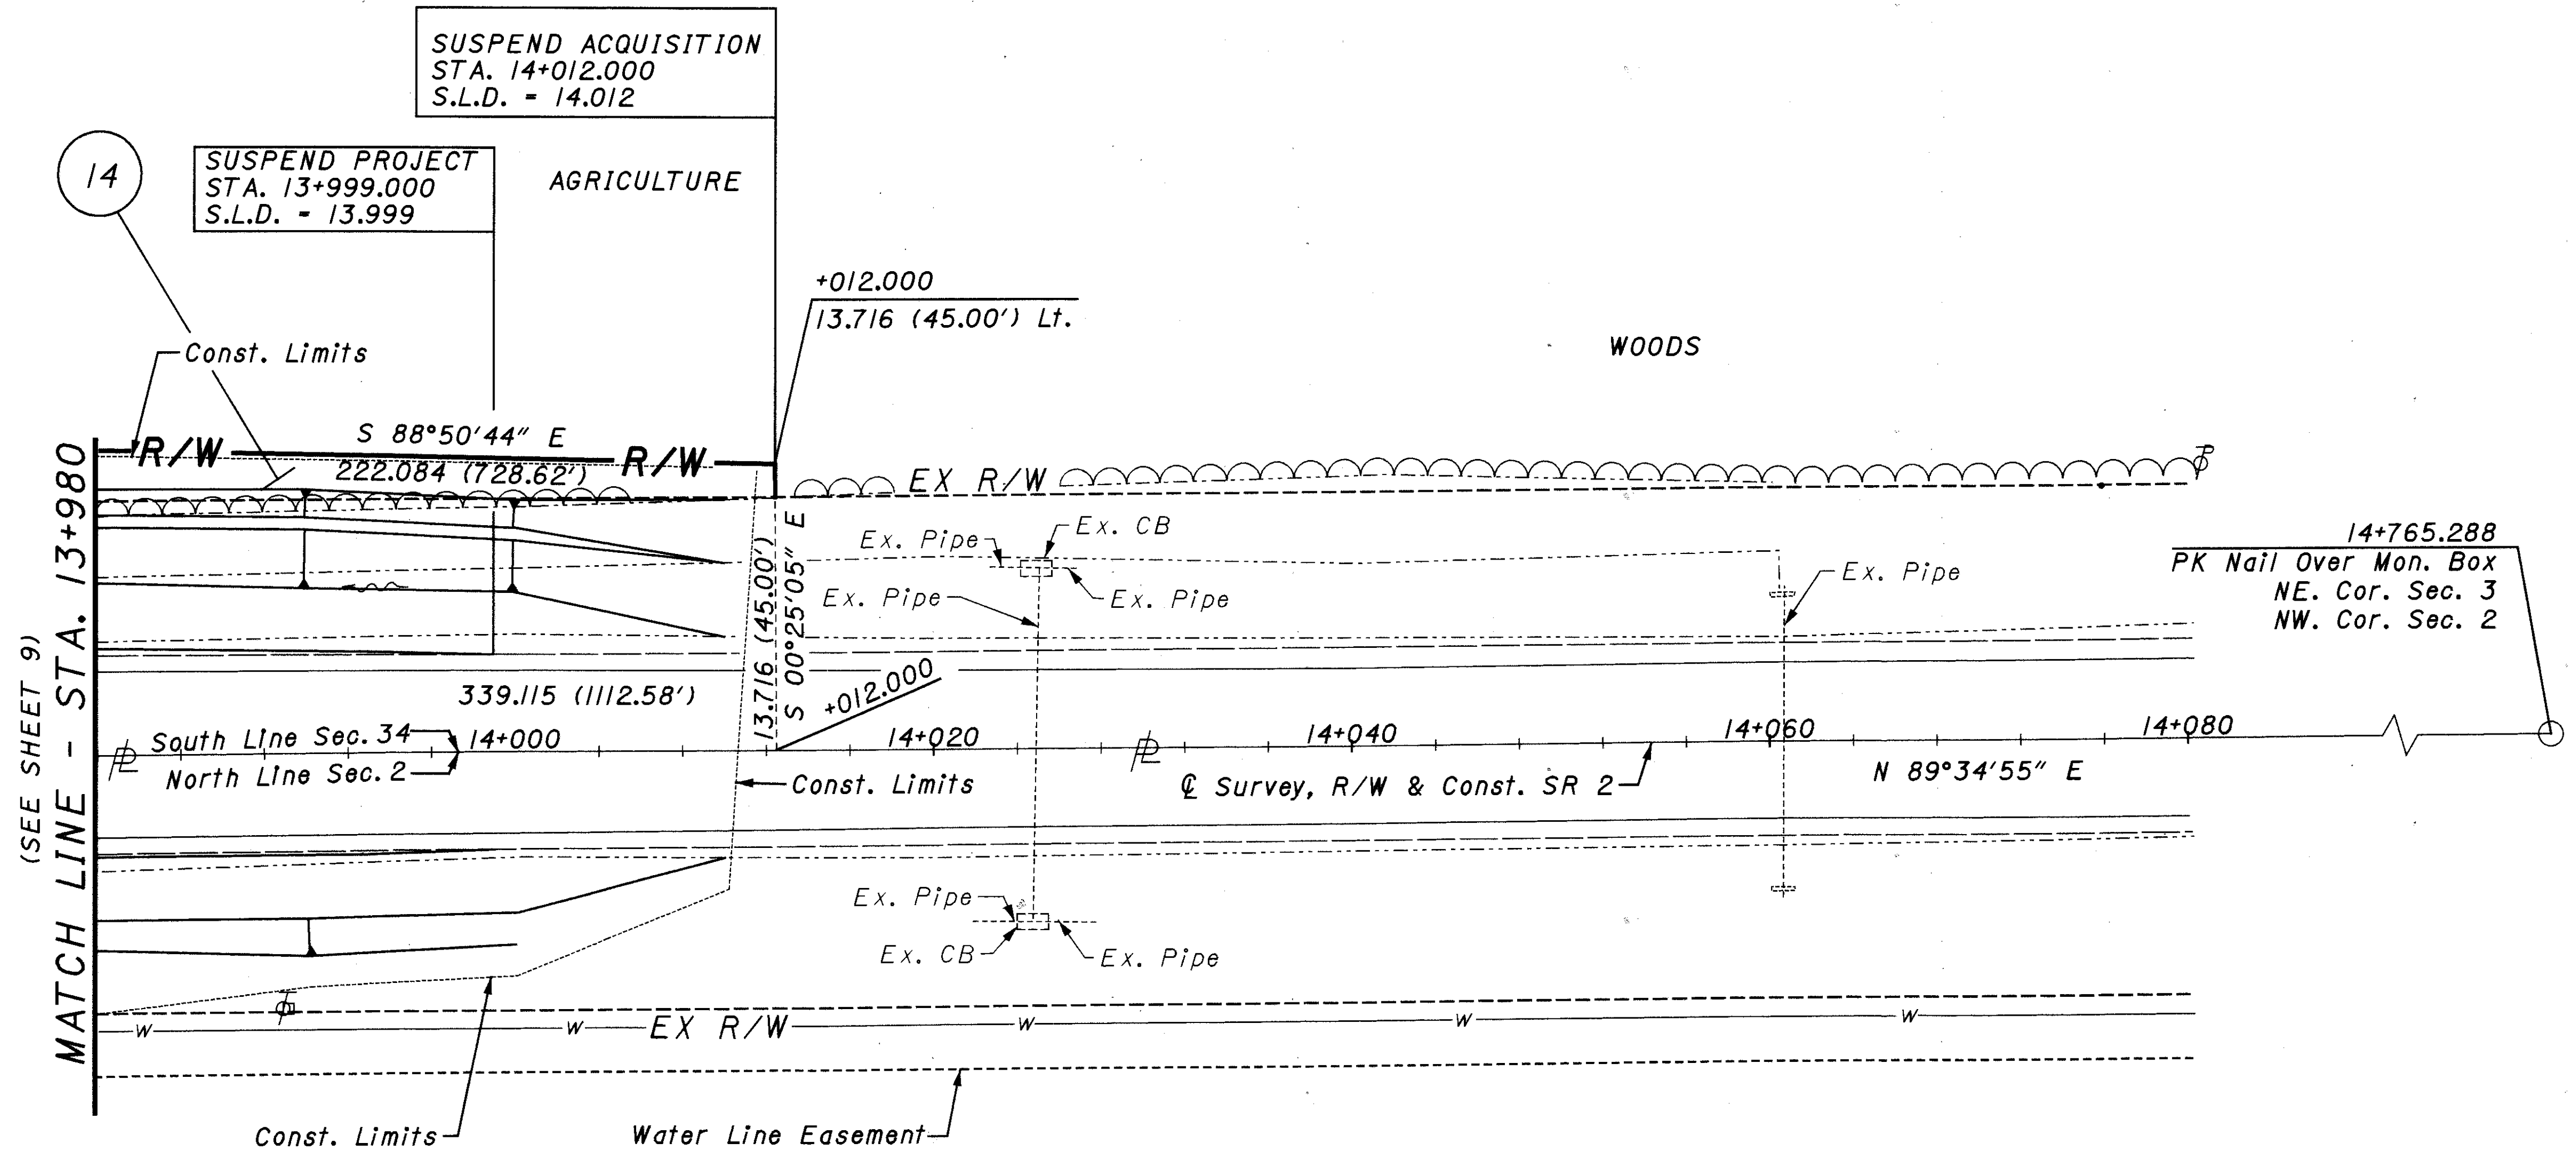 SUSPEND ACQUISITION
STA. 14+012.000
S.L.D. = 14.012
14
SUSPEND PROJECT
STA. 13+999.000
S.L.D. = 13.999
AGRICULTURE
+012.000
13.716 (45.00') Lt.
Const. Limits
WOODS
S 88°50'44" E
R/W
R/W
222.084 (728.62')
EX R/W
Ex. Pipe
Ex. CB
Ex. Pipe
Ex. Pipe
Ex. Pipe
14+765.288
PK Nail Over Mon. Box
NE. Cor. Sec. 3
NW. Cor. Sec. 2
(SEE SHEET 9)
MATCH LINE - STA. 13+980
13.716 (45.00')
S 00°25'05" E
+012.000
339.115 (1112.58')
South Line Sec. 34
North Line Sec. 2
14+000
14+020
14+040
14+060
14+080
Const. Limits
℄ Survey, R/W & Const. SR 2
N 89°34'55" E
Ex. Pipe
Ex. CB
Ex. Pipe
W
W
EX R/W
W
W
W
Const. Limits
Water Line Easement